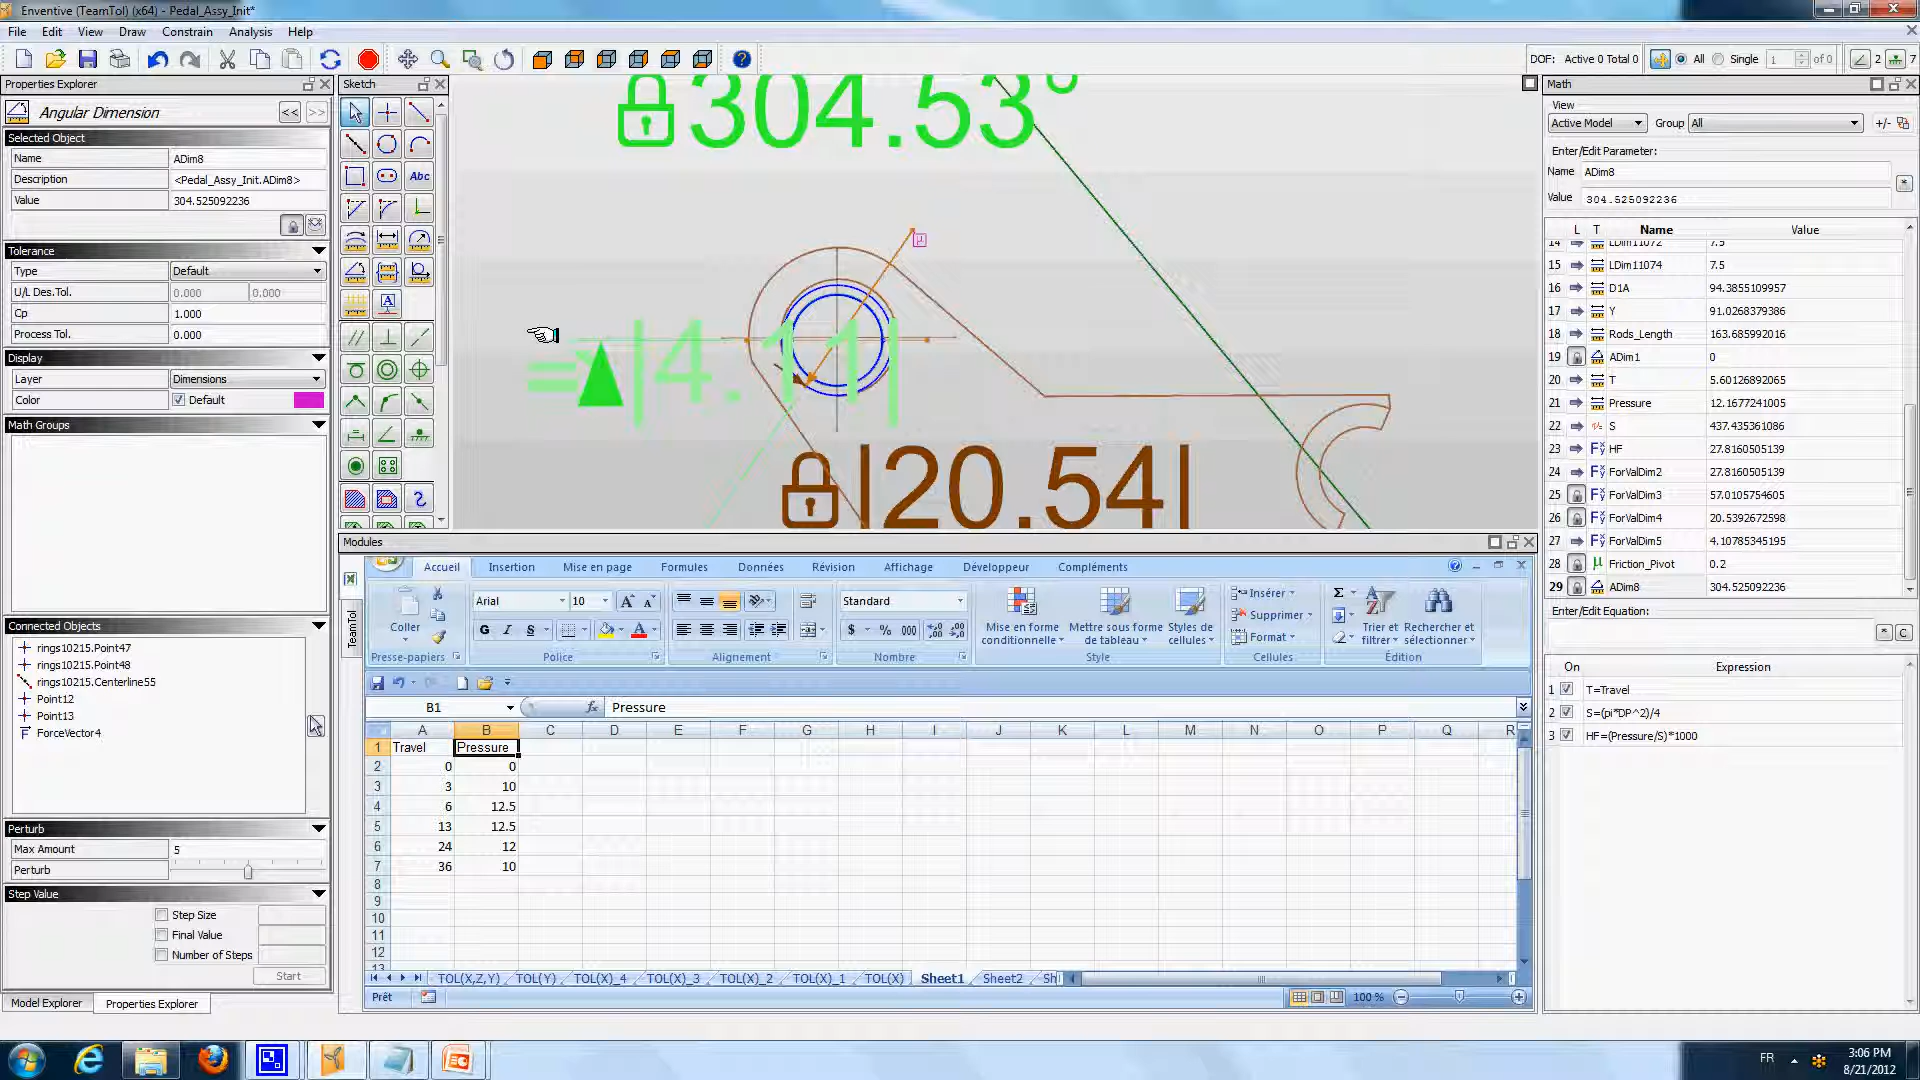 Enventive (TeamTol) (x64) - Pedal_Assy_Init*
File Edit View Draw Constrain Analysis Help
DOF: Active 0 Total 0 All Single 1 of 0 2 7
Properties Explorer
Angular Dimension
<< >>
Selected Object
Name ADim8
Description <Pedal_Assy_Init.ADim8>
Value 304.525092236
Tolerance
Type Default
U/L Des.Tol. 0.000 0.000
Cp 1.000
Process Tol. 0.000
Display
Layer Dimensions
Color Default
Math Groups
Connected Objects
rings10215.Point47
rings10215.Point48
rings10215.Centerline55
Point12
Point13
ForceVector4
Perturb
Max Amount 5
Perturb
Step Value
Step Size
Final Value
Number of Steps
Start
Model Explorer Properties Explorer
Sketch
Abc
304.53°
=|4.11|
|20.54|
Modules
TeamTol
Accueil Insertion Mise en page Formules Données Révision Affichage Développeur Compléments
Coller
Presse-papiers
Arial 10
G I S
Police
Alignement
Standard
$ % 000
Nombre
Mise en forme conditionnelle
Mettre sous forme de tableau
Styles de cellules
Style
Insérer
Supprimer
Format
Cellules
Trier et filtrer
Rechercher et sélectionner
Édition
B1 fx Pressure
A B C D E F G H I J K L M N O P Q R
1 Travel Pressure
2 0 0
3 3 10
4 6 12.5
5 13 12.5
6 24 12
7 36 10
8
9
10
11
12
13
TOL(X,Z,Y) TOL(Y) TOL(X)_4 TOL(X)_3 TOL(X)_2 TOL(X)_1 TOL(X) Sheet1 Sheet2 Sh
Prêt 100 %
Math
View
Active Model Group All +/-
Enter/Edit Parameter:
Name ADim8
Value 304.525092236
L T Name Value
14 LDim11072 7.5
15 LDim11074 7.5
16 D1A 94.3855109957
17 Y 91.0268379386
18 Rods_Length 163.685992016
19 ADim1 0
20 T 5.60126892065
21 Pressure 12.1677241005
22 S 437.435361086
23 HF 27.8160505139
24 ForValDim2 27.8160505139
25 ForValDim3 57.0105754605
26 ForValDim4 20.5392672598
27 ForValDim5 4.10785345195
28 Friction_Pivot 0.2
29 ADim8 304.525092236
Enter/Edit Equation:
* C
On Expression
1 T=Travel
2 S=(pi*DP^2)/4
3 HF=(Pressure/S)*1000
FR
3:06 PM
8/21/2012